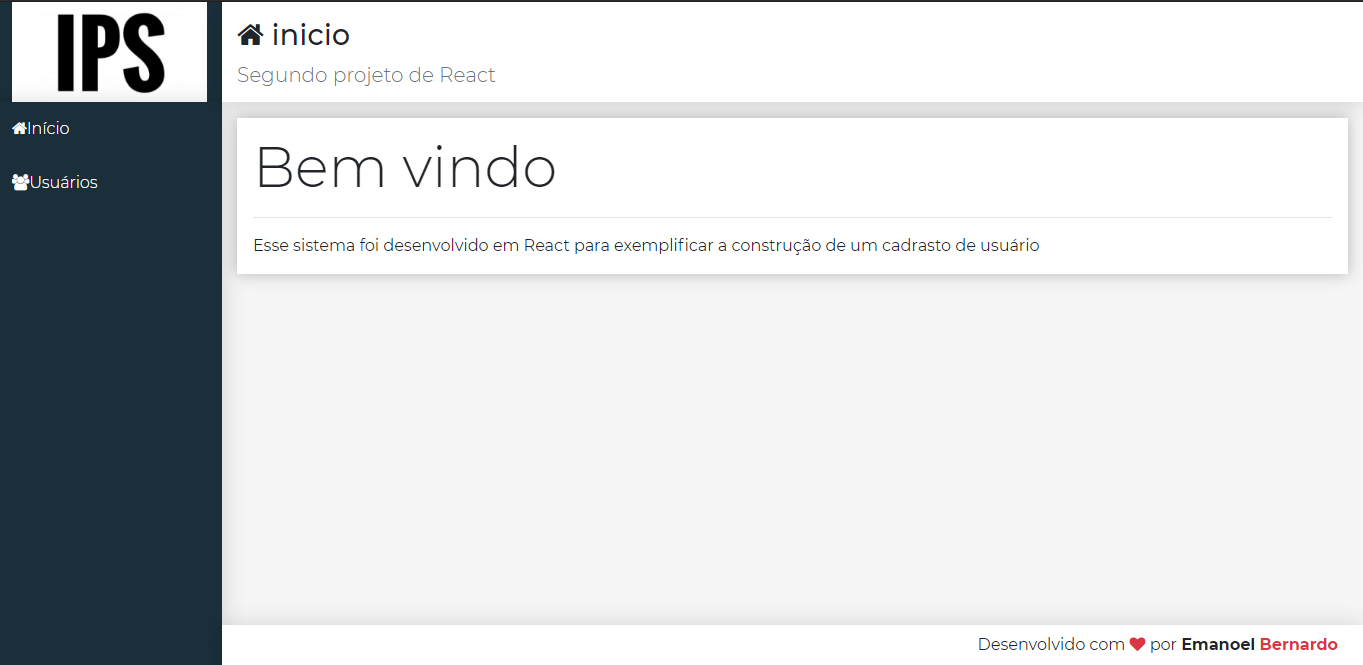 IPS
Início
Usuários
inicio
Segundo projeto de React
Bem vindo
Esse sistema foi desenvolvido em React para exemplificar a construção de um cadrasto de usuário
Desenvolvido com por Emanoel Bernardo